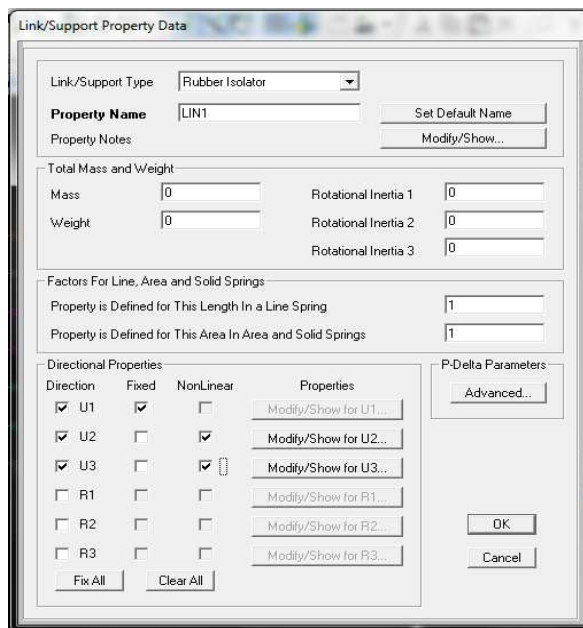 Link/Support Property Data
Link/Support Type Rubber Isolator
Property Name LIN1 Set Default Name
Property Notes Modify/Show...
Total Mass and Weight
Mass 0 Rotational Inertia 1 0
Weight 0 Rotational Inertia 2 0
Rotational Inertia 3 0
Factors For Line, Area and Solid Springs
Property is Defined for This Length In a Line Spring 1
Property is Defined for This Area In Area and Solid Springs 1
Directional Properties P-Delta Parameters
Direction Fixed NonLinear Properties Advanced...
U1 Modify/Show for U1...
U2 Modify/Show for U2...
U3 Modify/Show for U3...
R1 Modify/Show for R1...
R2 Modify/Show for R2... OK
R3 Modify/Show for R3... Cancel
Fix All Clear All